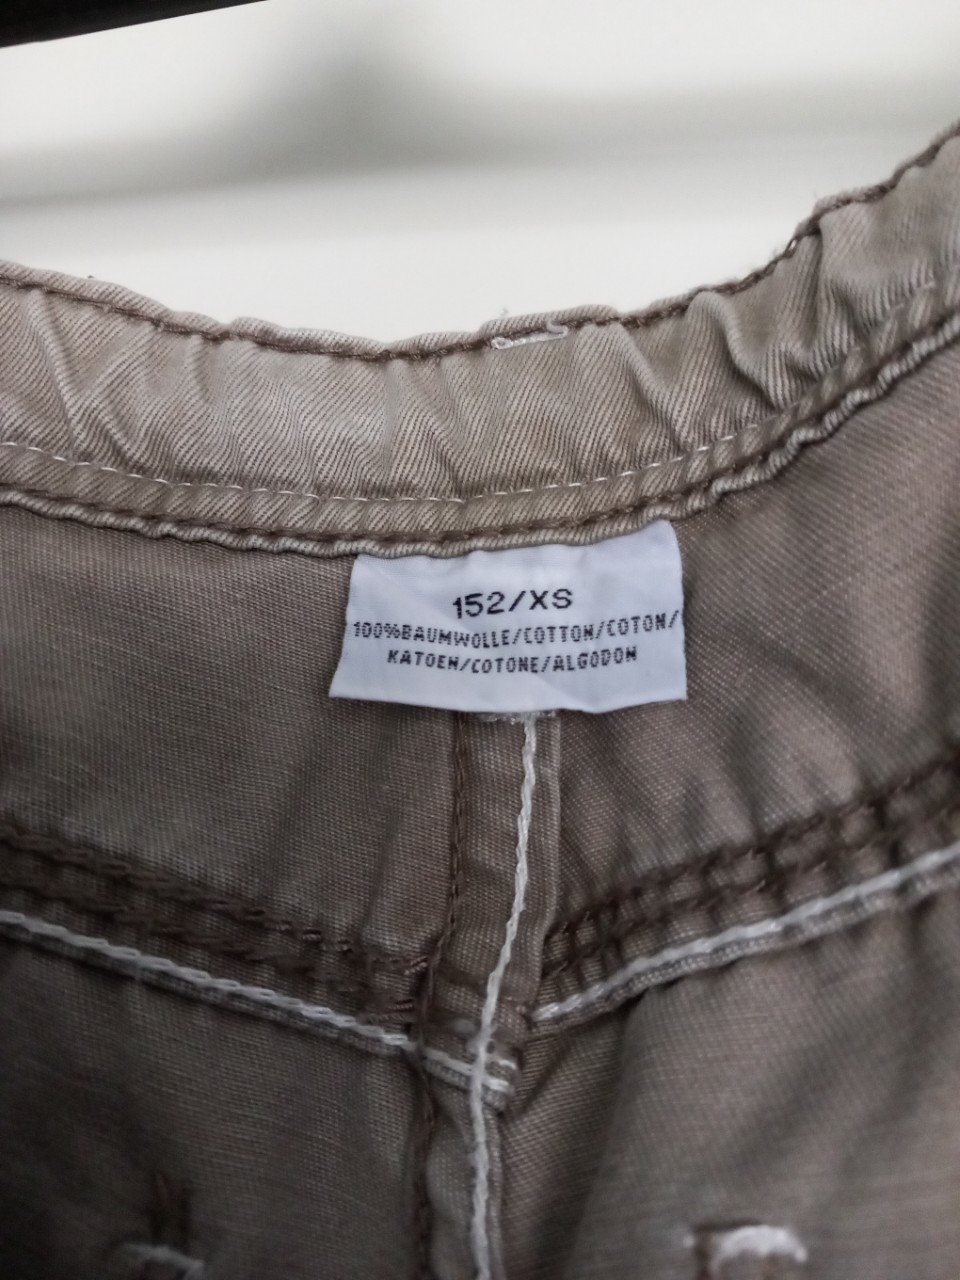 152/XS
100%BAUMWOLLE/COTTON/COTON/
KATOEN/COTONE/ALGODON